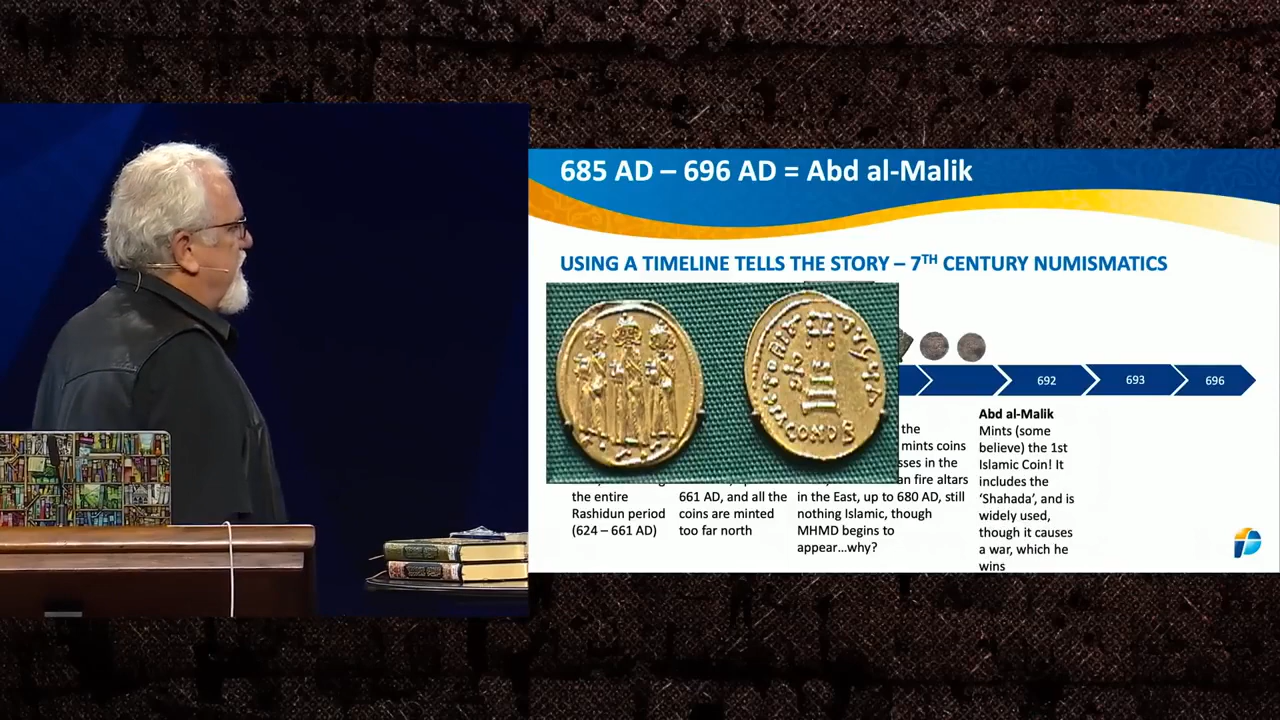 685 AD – 696 AD = Abd al-Malik
USING A TIMELINE TELLS THE STORY – 7TH CENTURY NUMISMATICS
692
693
696
the entire
Rashidun period
(624 – 661 AD)
661 AD, and all the
coins are minted
too far north
the
mints coins
sses in the
an fire altars
in the East, up to 680 AD, still
nothing Islamic, though
MHMD begins to
appear...why?
Abd al-Malik
Mints (some
believe) the 1st
Islamic Coin! It
includes the
‘Shahada’, and is
widely used,
though it causes
a war, which he
wins